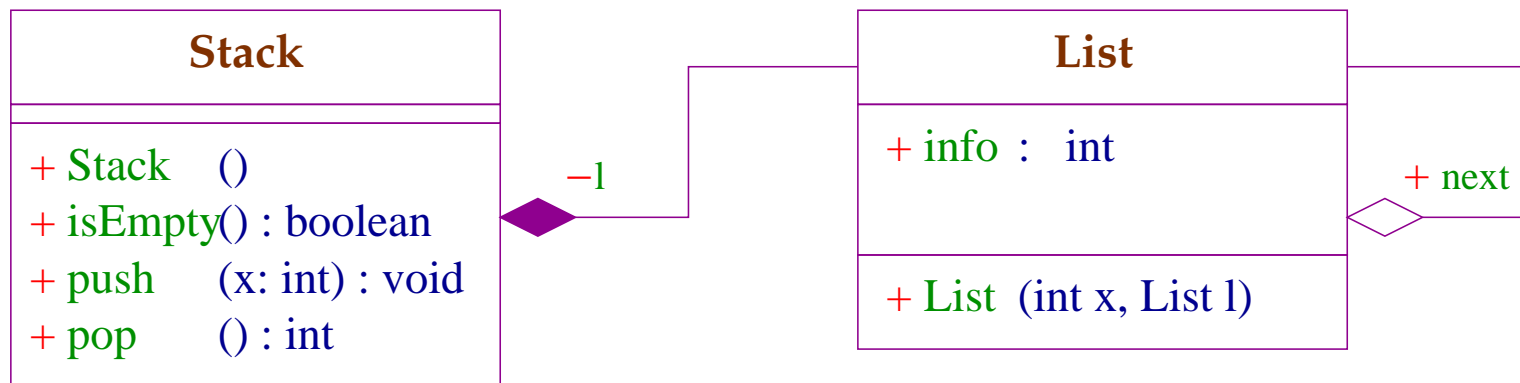 Stack
+ Stack ()
+ isEmpty() : boolean
+ push (x: int) : void
+ pop () : int
–l
List
+ info : int
+ List (int x, List l)
+ next